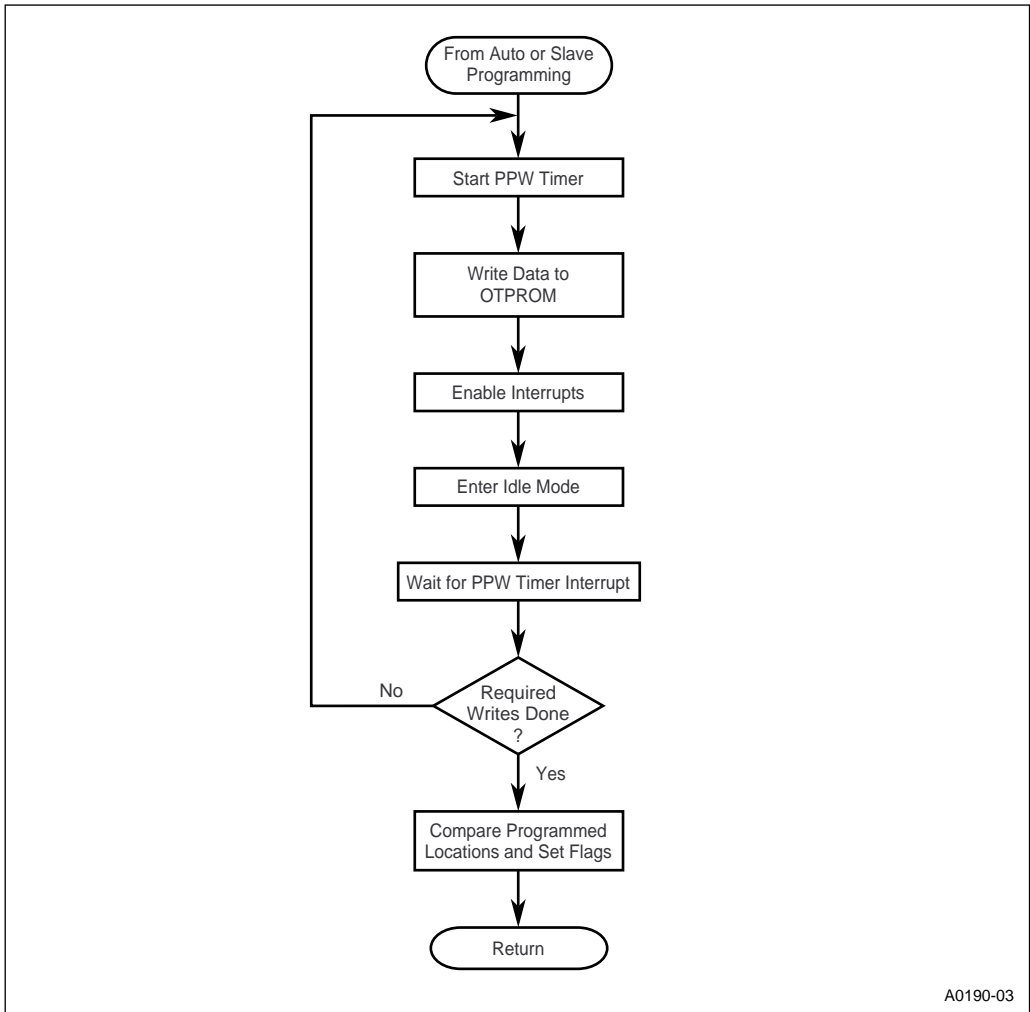 From Auto or Slave
Programming
Start PPW Timer
Write Data to
OTPROM
Enable Interrupts
Enter Idle Mode
Wait for PPW Timer Interrupt
No
Required
Writes Done
?
Yes
Compare Programmed
Locations and Set Flags
Return
A0190-03